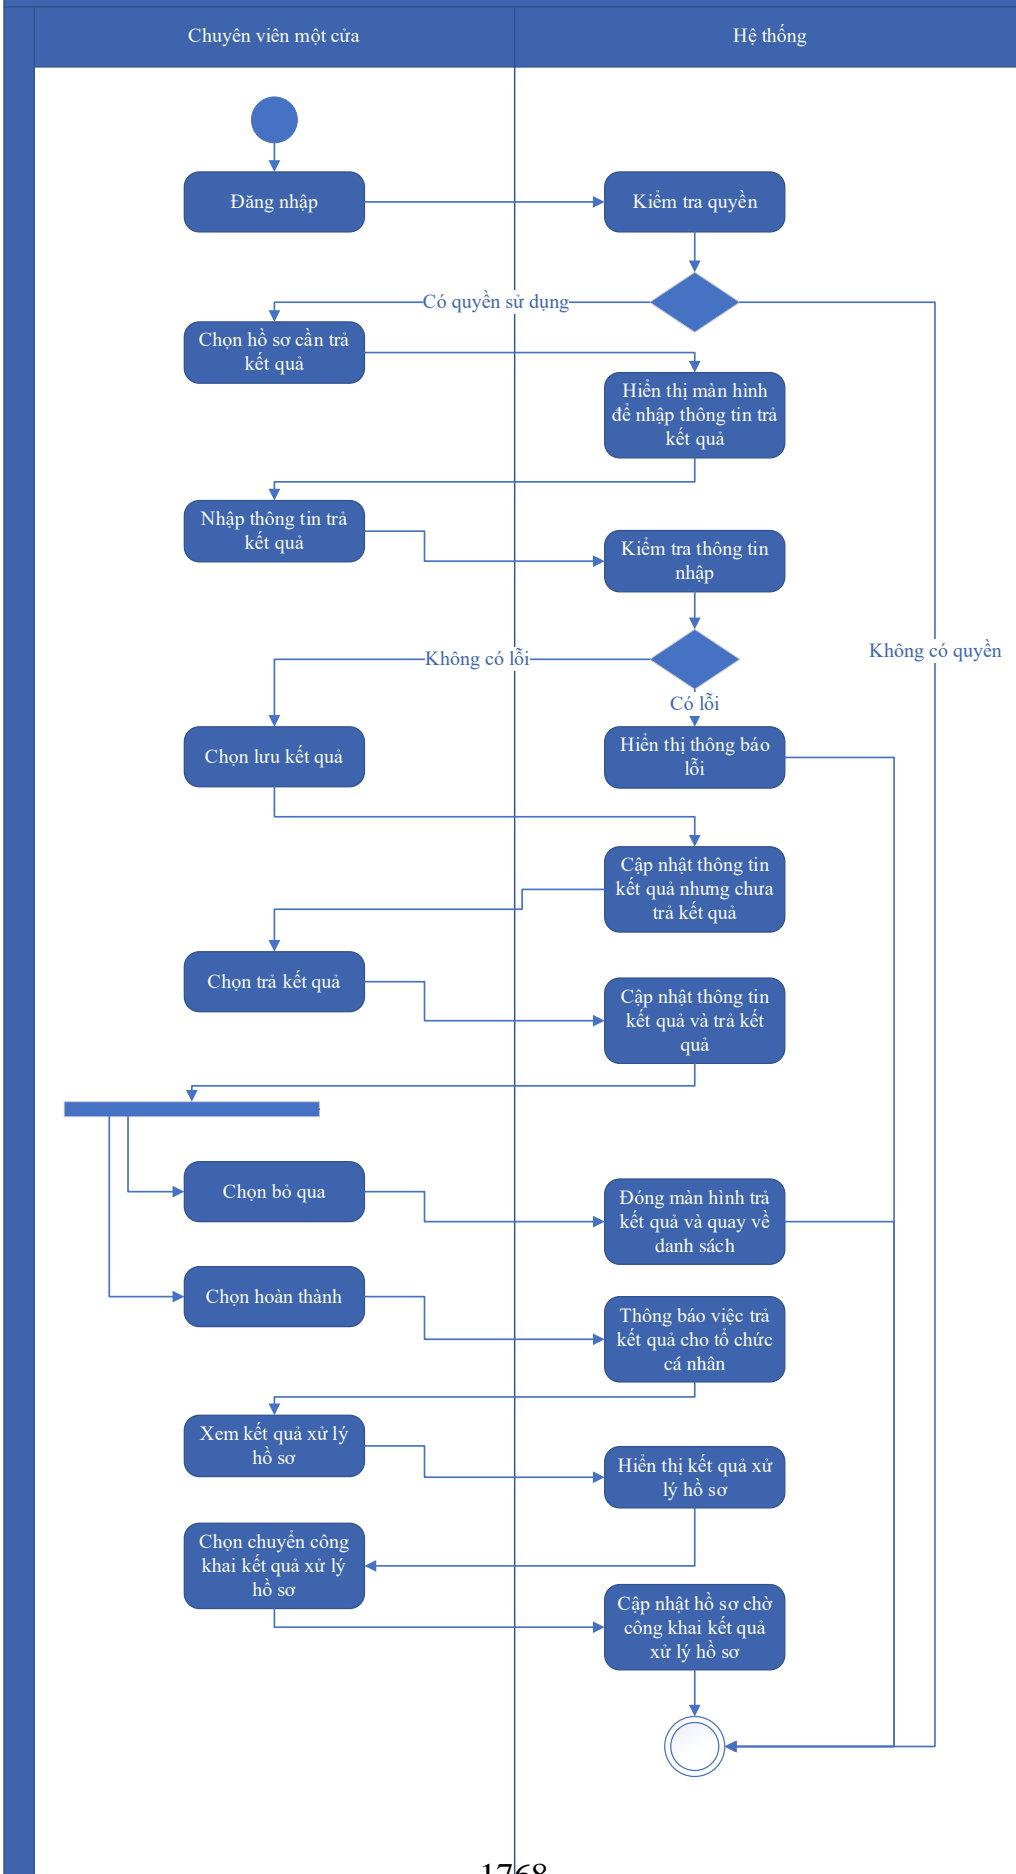 Chuyên viên một cửa
Hệ thống
Đăng nhập
Kiểm tra quyền
Có quyền sử dụng
Chọn hồ sơ cần trả
kết quả
Hiển thị màn hình
để nhập thông tin trả
kết quả
Nhập thông tin trả
kết quả
Kiểm tra thông tin
nhập
Không có quyền
Không có lỗi
Có lỗi
Chọn lưu kết quả
Hiển thị thông báo
lỗi
Cập nhật thông tin
kết quả nhưng chưa
trả kết quả
Chọn trả kết quả
Cập nhật thông tin
kết quả và trả kết
quả
Chọn bỏ qua
Đóng màn hình trả
kết quả và quay về
danh sách
Chọn hoàn thành
Thông báo việc trả
kết quả cho tổ chức
cá nhân
Xem kết quả xử lý
hồ sơ
Hiển thị kết quả xử
lý hồ sơ
Chọn chuyển công
khai kết quả xử lý
hồ sơ
Cập nhật hồ sơ chờ
công khai kết quả
xử lý hồ sơ
1768